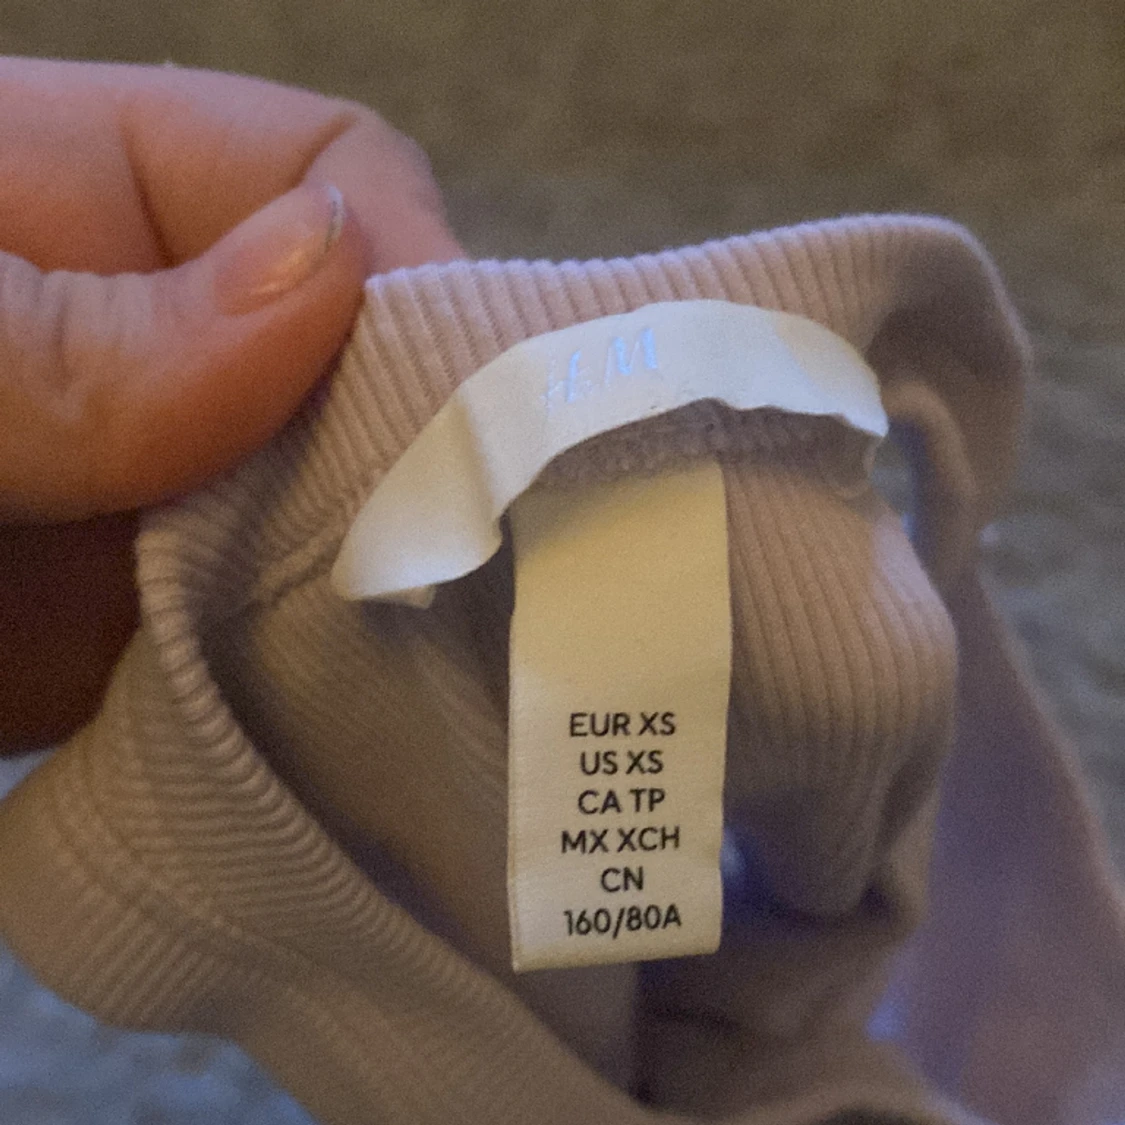 H&M
EUR XS
US XS
CA TP
MX XCH
CN
160/80A